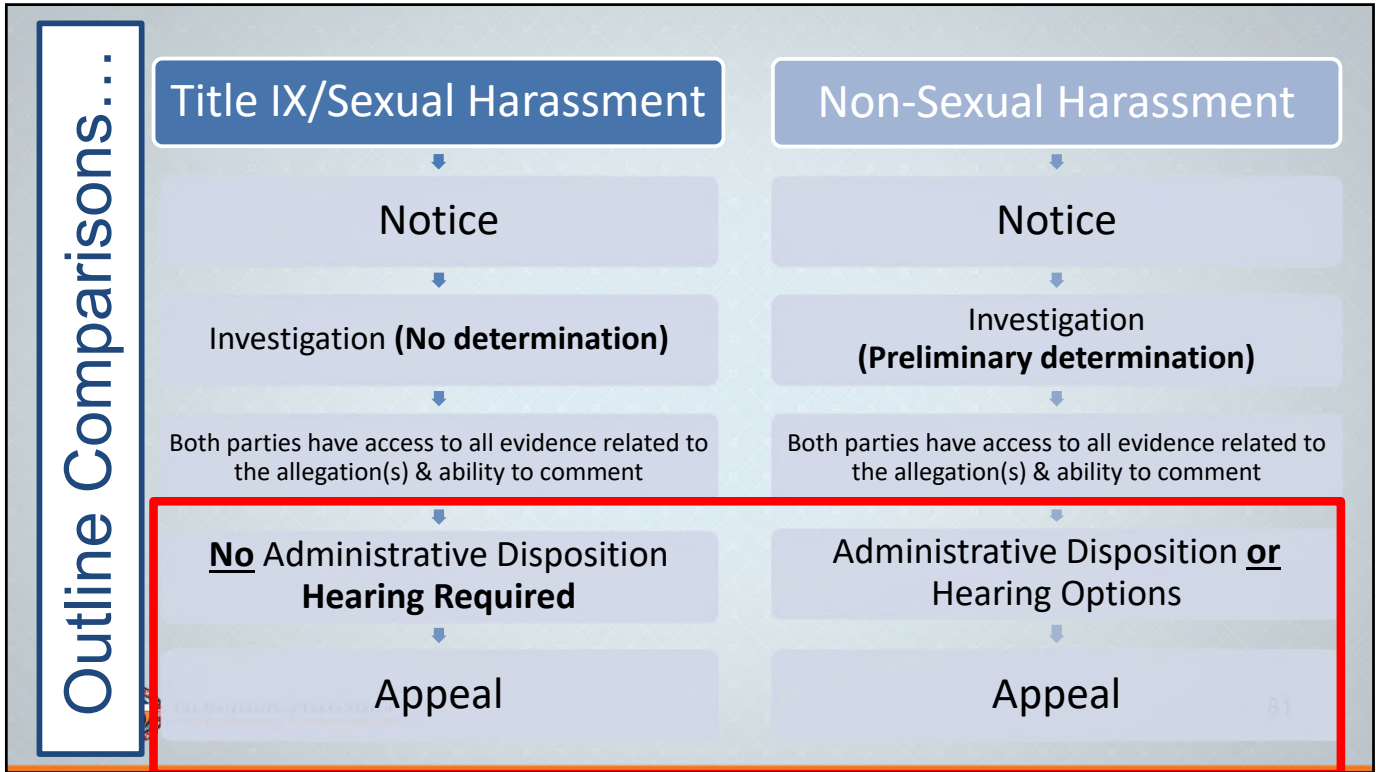 Outline Comparisons...
Title IX/Sexual Harassment
Notice
Investigation (No determination)
Both parties have access to all evidence related to
the allegation(s) & ability to comment
No Administrative Disposition
Hearing Required
Appeal
Non-Sexual Harassment
Notice
Investigation
(Preliminary determination)
Both parties have access to all evidence related to
the allegation(s) & ability to comment
Administrative Disposition or
Hearing Options
Appeal
81